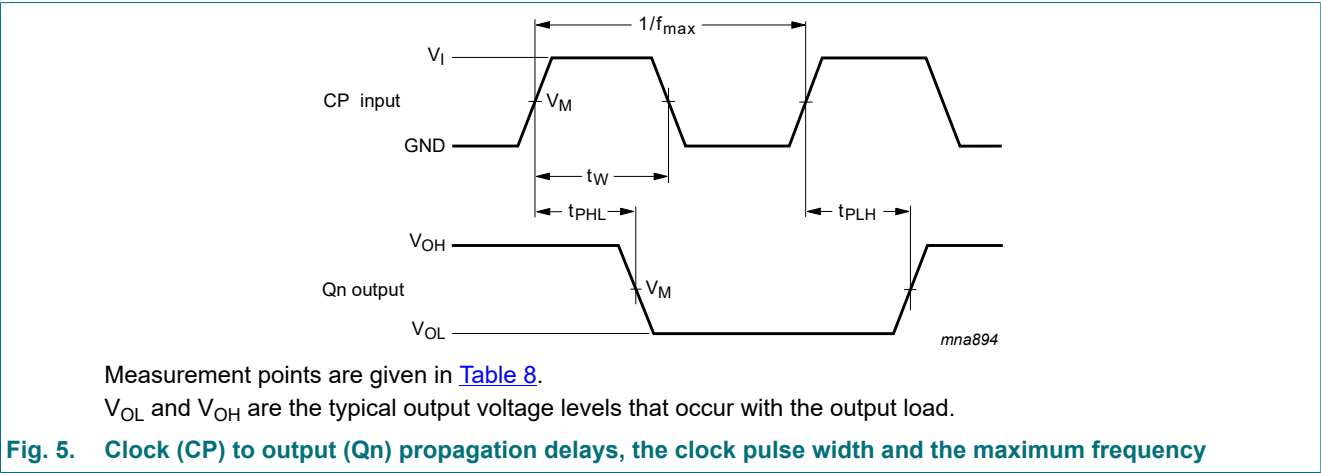 1/fmax
VI
CP input
VM
GND
tW
tPHL
tPLH
VOH
Qn output
VM
VOL
mna894
Measurement points are given in Table 8.
VOL and VOH are the typical output voltage levels that occur with the output load.
Fig. 5. Clock (CP) to output (Qn) propagation delays, the clock pulse width and the maximum frequency